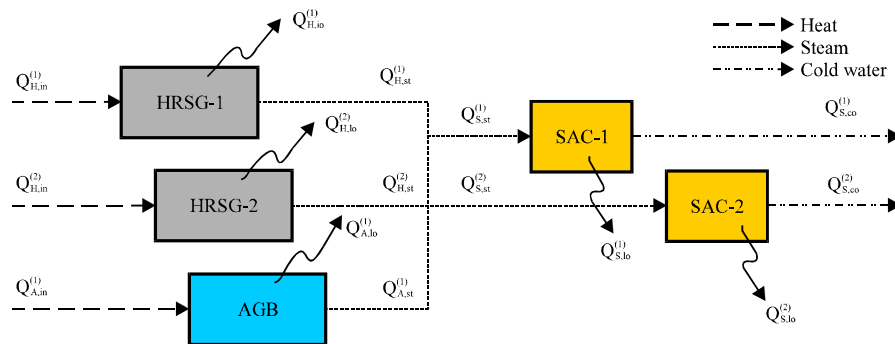 Q_{H,io}^{(1)}
Heat
Steam
Cold water
Q_{H,in}^{(1)}
HRSG-1
Q_{H,st}^{(1)}
Q_{H,lo}^{(2)}
Q_{S,st}^{(1)}
SAC-1
Q_{S,co}^{(1)}
Q_{H,in}^{(2)}
HRSG-2
Q_{H,st}^{(2)}
Q_{S,st}^{(2)}
SAC-2
Q_{S,co}^{(2)}
Q_{A,lo}^{(1)}
Q_{S,lo}^{(1)}
Q_{A,in}^{(1)}
AGB
Q_{A,st}^{(1)}
Q_{S,lo}^{(2)}